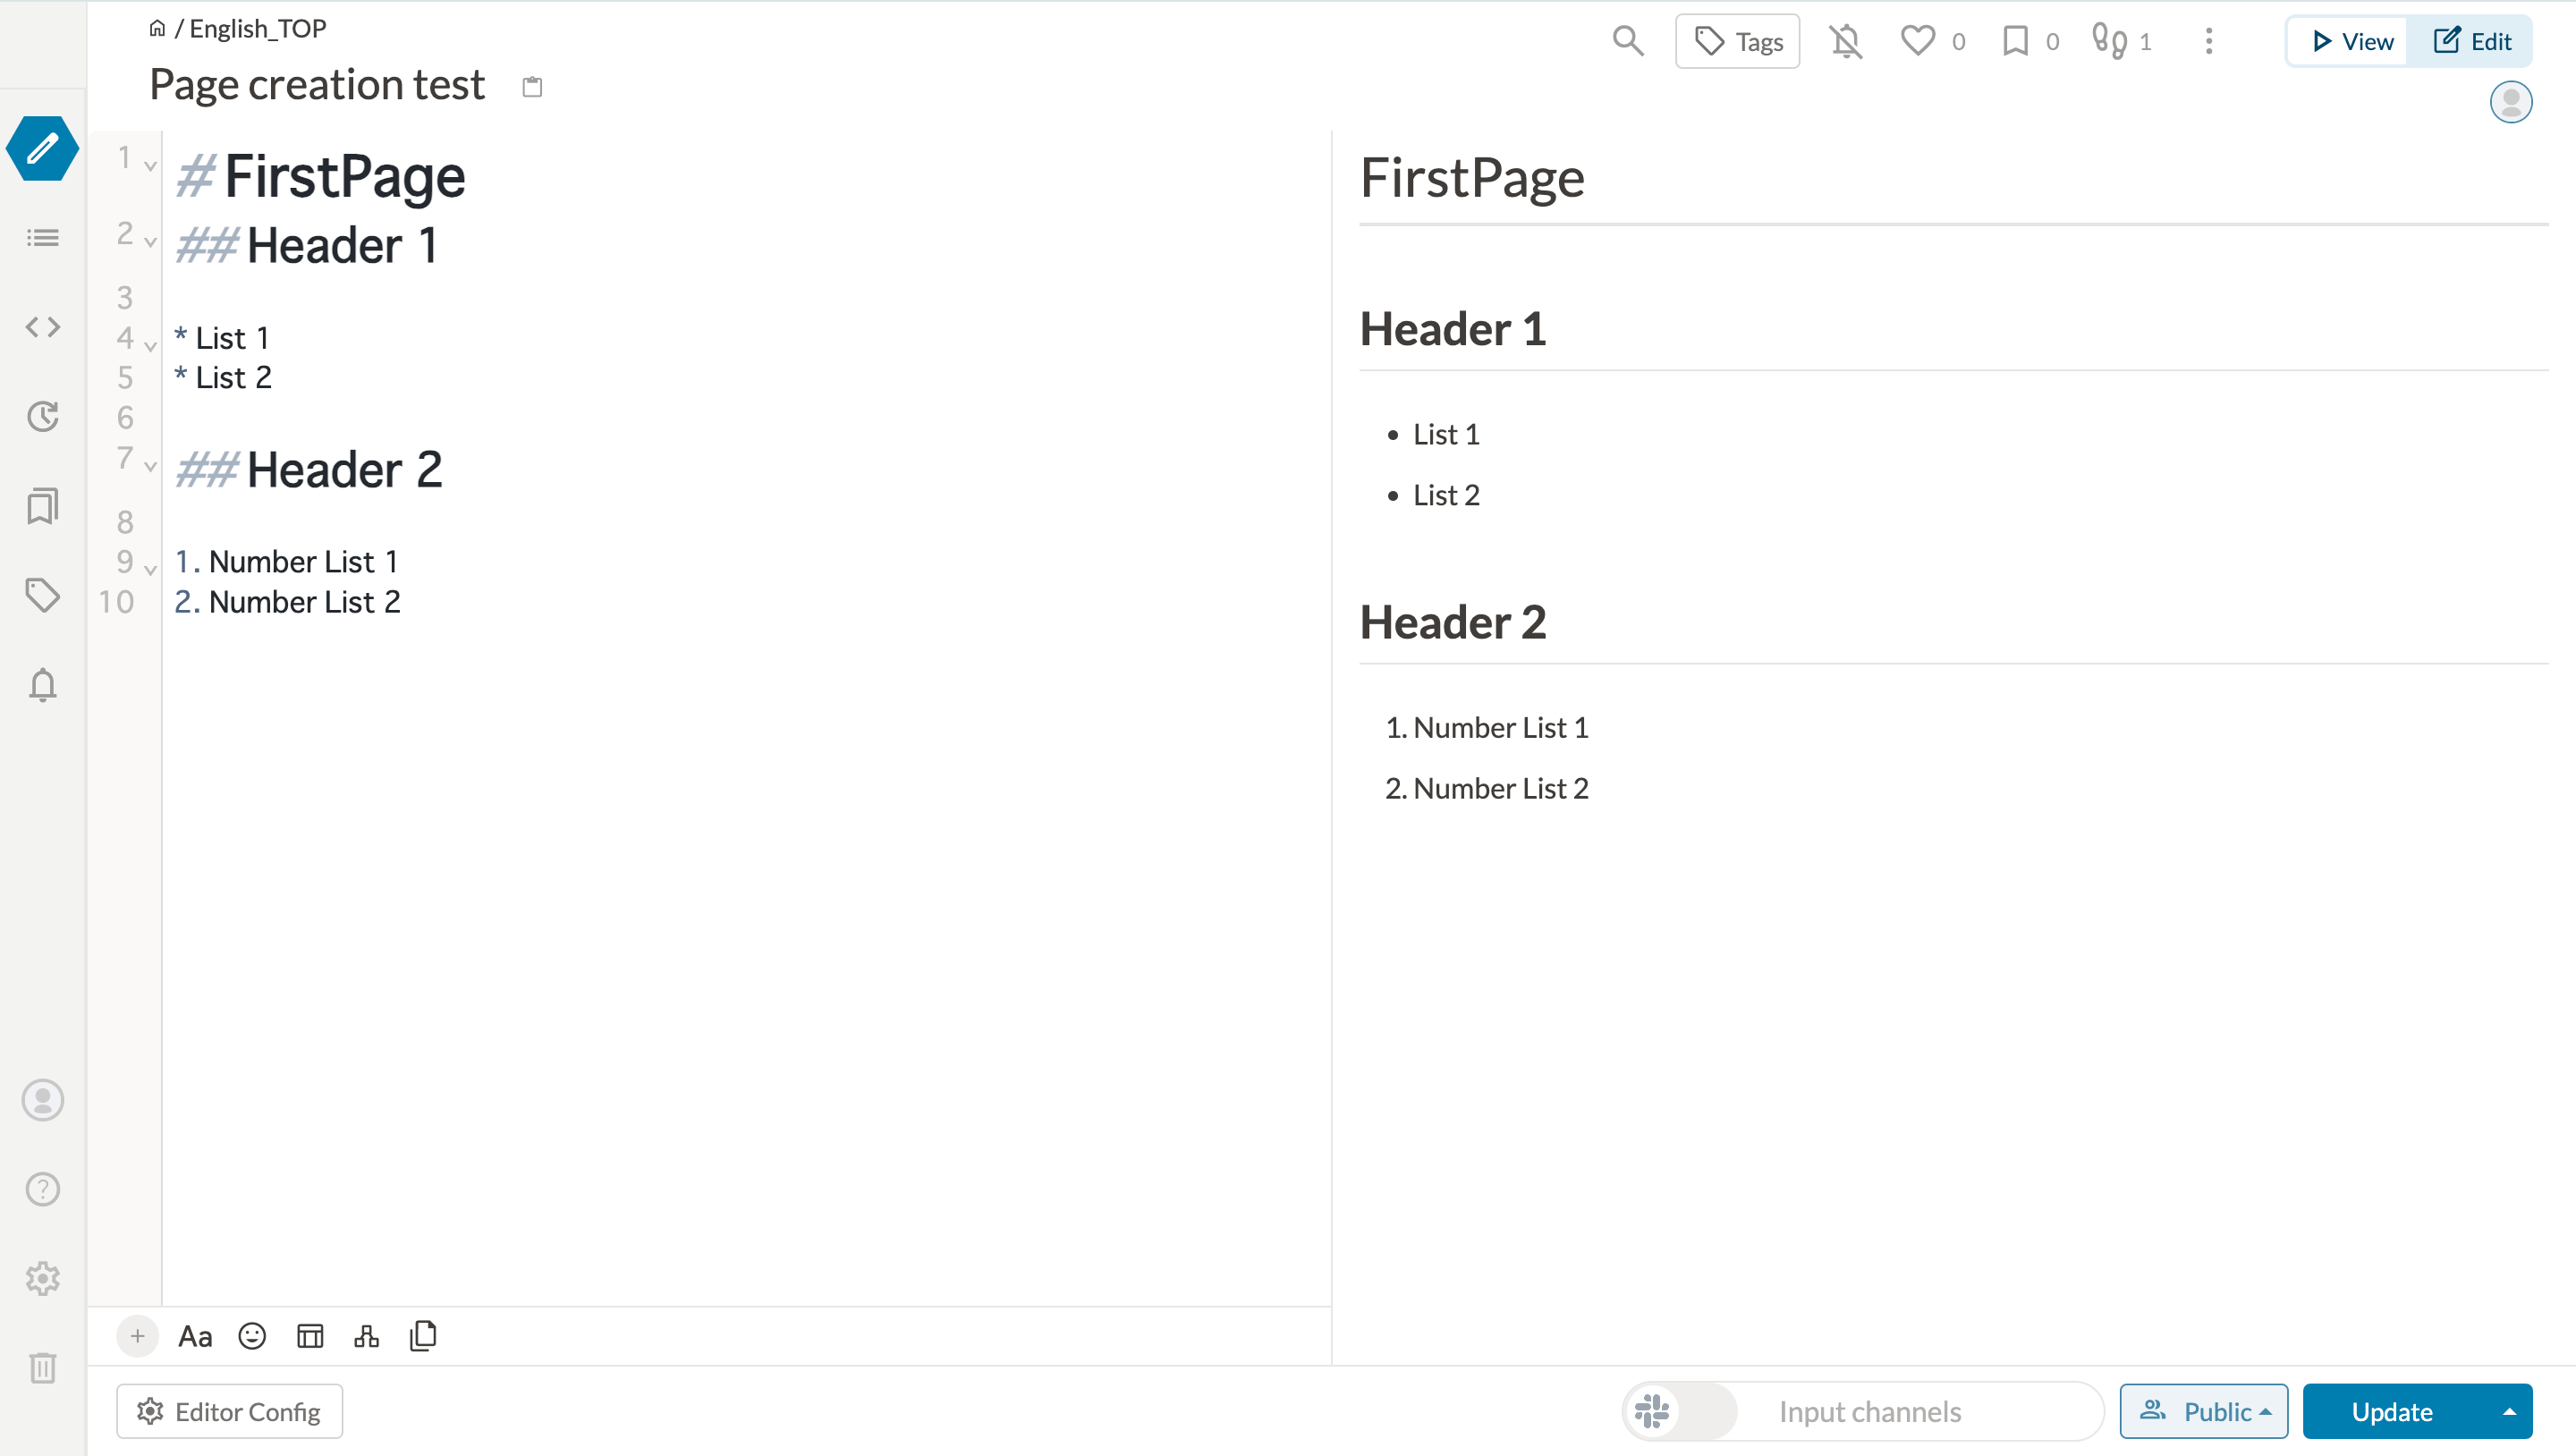 / English_TOP
Page creation test
Tags
0
0
1
View
Edit
1 # FirstPage
2 ## Header 1
3
4 * List 1
5 * List 2
6
7 ## Header 2
8
9 1. Number List 1
10 2. Number List 2
FirstPage
Header 1
• List 1
• List 2
Header 2
1. Number List 1
2. Number List 2
+ Aa
Editor Config
Input channels
Public
Update